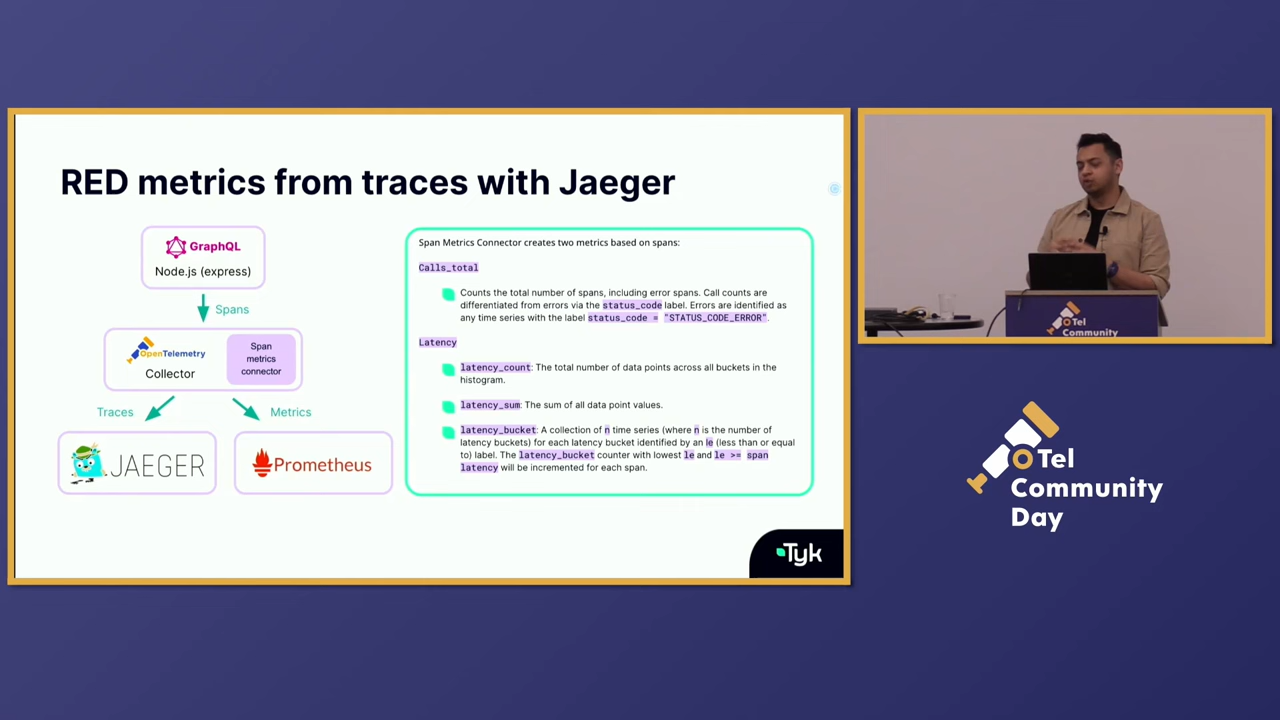 RED metrics from traces with Jaeger
GraphQL
Node.js (express)
Spans
OpenTelemetry
Collector
Span
metrics
connector
Traces
Metrics
JAEGER
Prometheus
Span Metrics Connector creates two metrics based on spans:
Calls_total
Counts the total number of spans, including error spans. Call counts are
differentiated from errors via the status_code label. Errors are identified as
any time series with the label status_code = "STATUS_CODE_ERROR".
Latency
latency_count: The total number of data points across all buckets in the
histogram.
latency_sum: The sum of all data point values.
latency_bucket: A collection of n time series (where n is the number of
latency buckets) for each latency bucket identified by an le (less than or equal
to) label. The latency_bucket counter with lowest le and le >= span
latency will be incremented for each span.
Tyk
OTel
Community
OTel
Community
Day